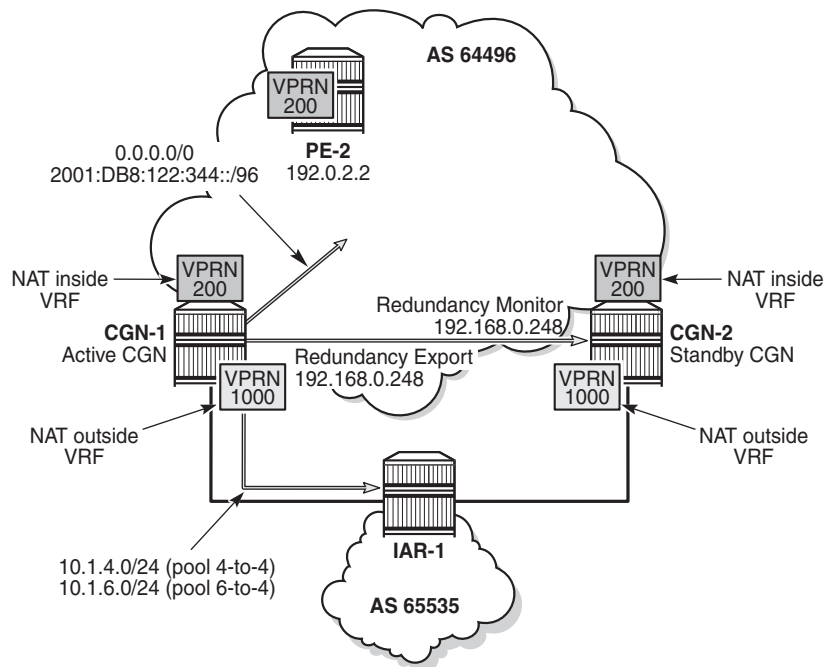 AS 64496
VPRN
200
PE-2
192.0.2.2
0.0.0.0/0
2001:DB8:122:344::/96
NAT inside
VRF
VPRN
200
CGN-1
Active CGN
Redundancy Monitor
192.168.0.248
Redundancy Export
192.168.0.248
VPRN
200
NAT inside
VRF
CGN-2
Standby CGN
VPRN
1000
NAT outside
VRF
VPRN
1000
NAT outside
VRF
10.1.4.0/24 (pool 4-to-4)
10.1.6.0/24 (pool 6-to-4)
IAR-1
AS 65535